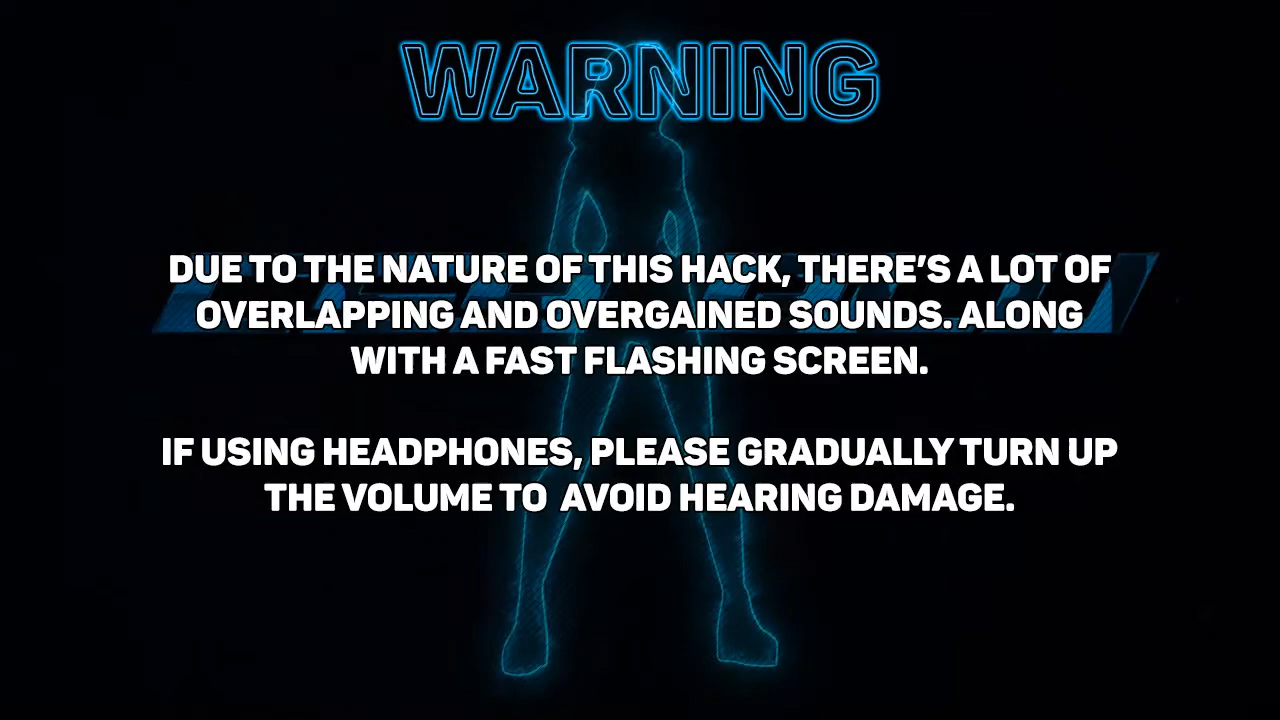 WARNING
DUE TO THE NATURE OF THIS HACK, THERE'S A LOT OF
OVERLAPPING AND OVERGAINED SOUNDS. ALONG
WITH A FAST FLASHING SCREEN.
IF USING HEADPHONES, PLEASE GRADUALLY TURN UP
THE VOLUME TO  AVOID HEARING DAMAGE.